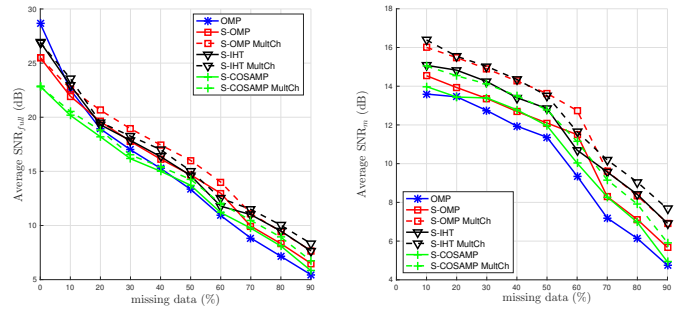 30
25
20
15
10
5
0 10 20 30 40 50 60 70 80 90
missing data (%)
Average SNR_full (dB)
OMP
S-OMP
S-OMP MultCh
S-IHT
S-IHT MultCh
S-COSAMP
S-COSAMP MultCh
18
16
14
12
10
8
6
4
0 10 20 30 40 50 60 70 80 90
missing data (%)
Average SNR_m (dB)
OMP
S-OMP
S-OMP MultCh
S-IHT
S-IHT MultCh
S-COSAMP
S-COSAMP MultCh